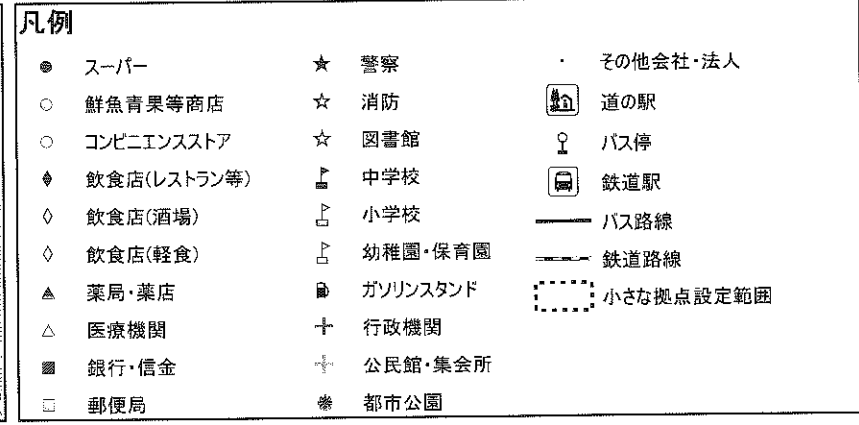 凡例
スーパー
鮮魚青果等商店
コンビニエンスストア
飲食店(レストラン等)
飲食店(酒場)
飲食店(軽食)
薬局・薬店
医療機関
銀行・信金
郵便局
警察
消防
図書館
中学校
小学校
幼稚園・保育園
ガソリンスタンド
行政機関
公民館・集会所
都市公園
その他会社・法人
道の駅
バス停
鉄道駅
バス路線
鉄道路線
小さな拠点設定範囲